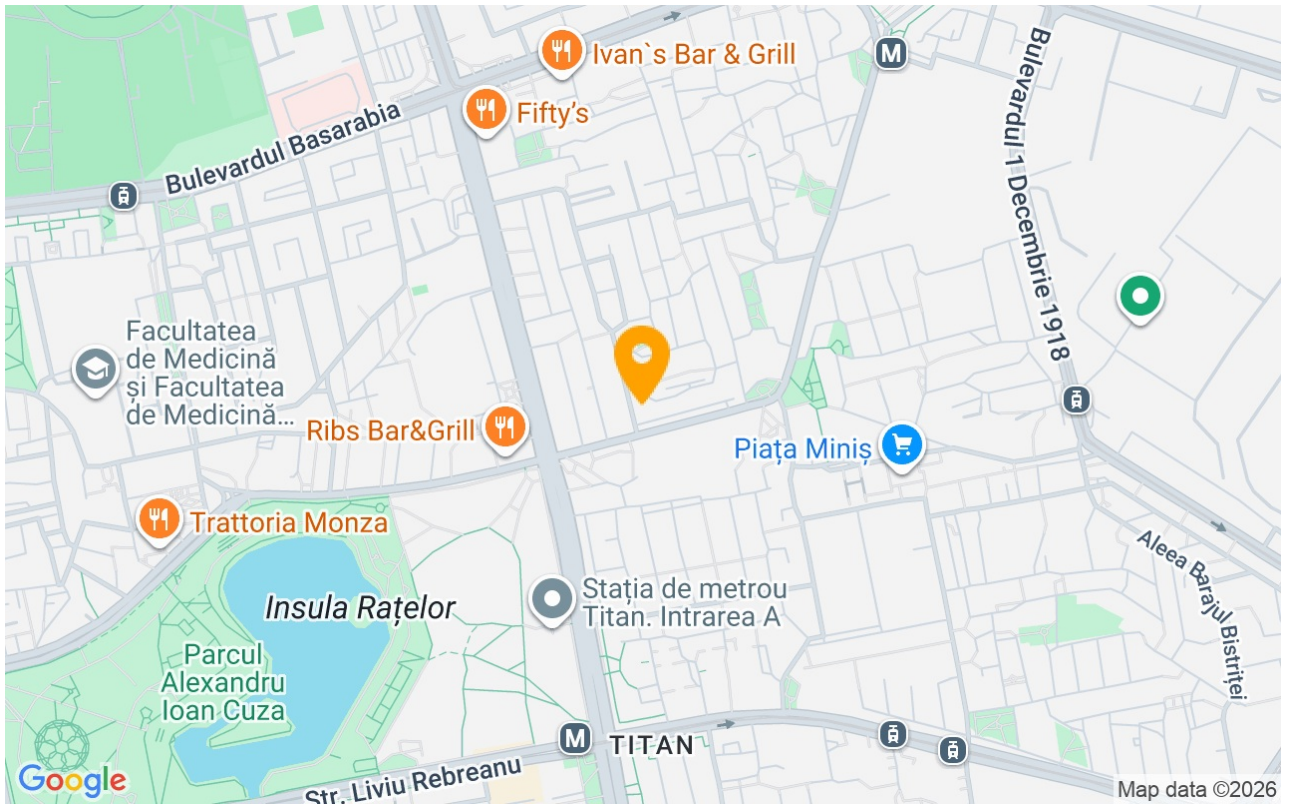 Ivan`s Bar & Grill
M
Fifty’s
Bulevardul Basarabia
Bulevardul 1 Decembrie 1918
Facultatea
de Medicină
și Facultatea
de Medicină...
Ribs Bar&Grill
Piața Miniș
Trattoria Monza
Aleea Barajul Bistriței
Stația de metrou
Titan. Intrarea A
Insula Rațelor
Parcul
Alexandru
Ioan Cuza
M
TITAN
Str. Liviu Rebreanu
Google
Map data ©2026